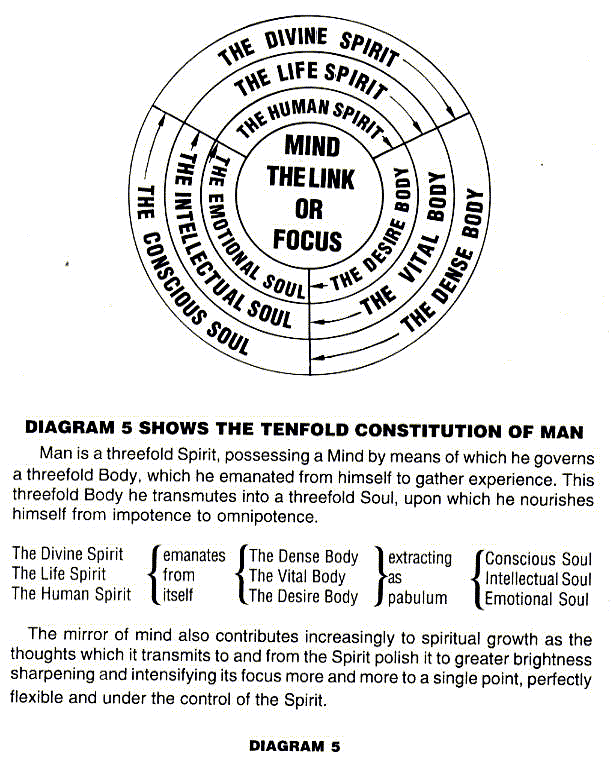 THE DIVINE SPIRIT
THE LIFE SPIRIT
THE HUMAN SPIRIT
MIND
THE LINK
OR
FOCUS
THE DESIRE BODY
THE VITAL BODY
THE DENSE BODY
THE EMOTIONAL SOUL
THE INTELLECTUAL SOUL
THE CONSCIOUS SOUL
DIAGRAM 5 SHOWS THE TENFOLD CONSTITUTION OF MAN
Man is a threefold Spirit, possessing a Mind by means of which he governs
a threefold Body, which he emanated from himself to gather experience. This
threefold Body he transmutes into a threefold Soul, upon which he nourishes
himself from impotence to omnipotence.
The Divine Spirit emanates The Dense Body extracting Conscious Soul
The Life Spirit from The Vital Body as Intellectual Soul
The Human Spirit itself The Desire Body pabulum Emotional Soul
The mirror of mind also contributes increasingly to spiritual growth as the
thoughts which it transmits to and from the Spirit polish it to greater brightness
sharpening and intensifying its focus more and more to a single point, perfectly
flexible and under the control of the Spirit.
DIAGRAM 5